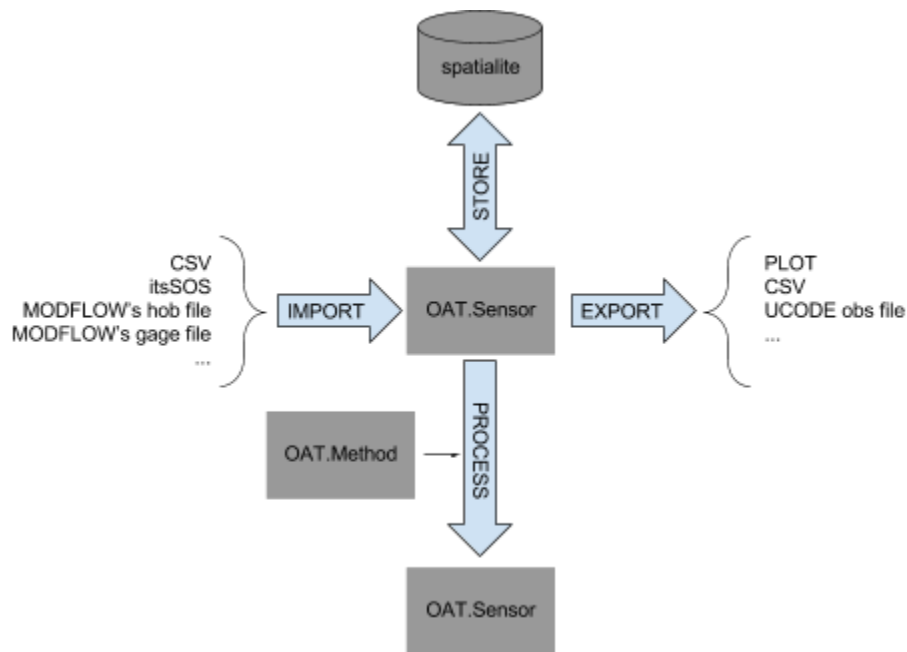 spatialite
STORE
CSV
itsSOS
MODFLOW's hob file
MODFLOW's gage file
...
IMPORT
OAT.Sensor
EXPORT
PLOT
CSV
UCODE obs file
...
OAT.Method
PROCESS
OAT.Sensor